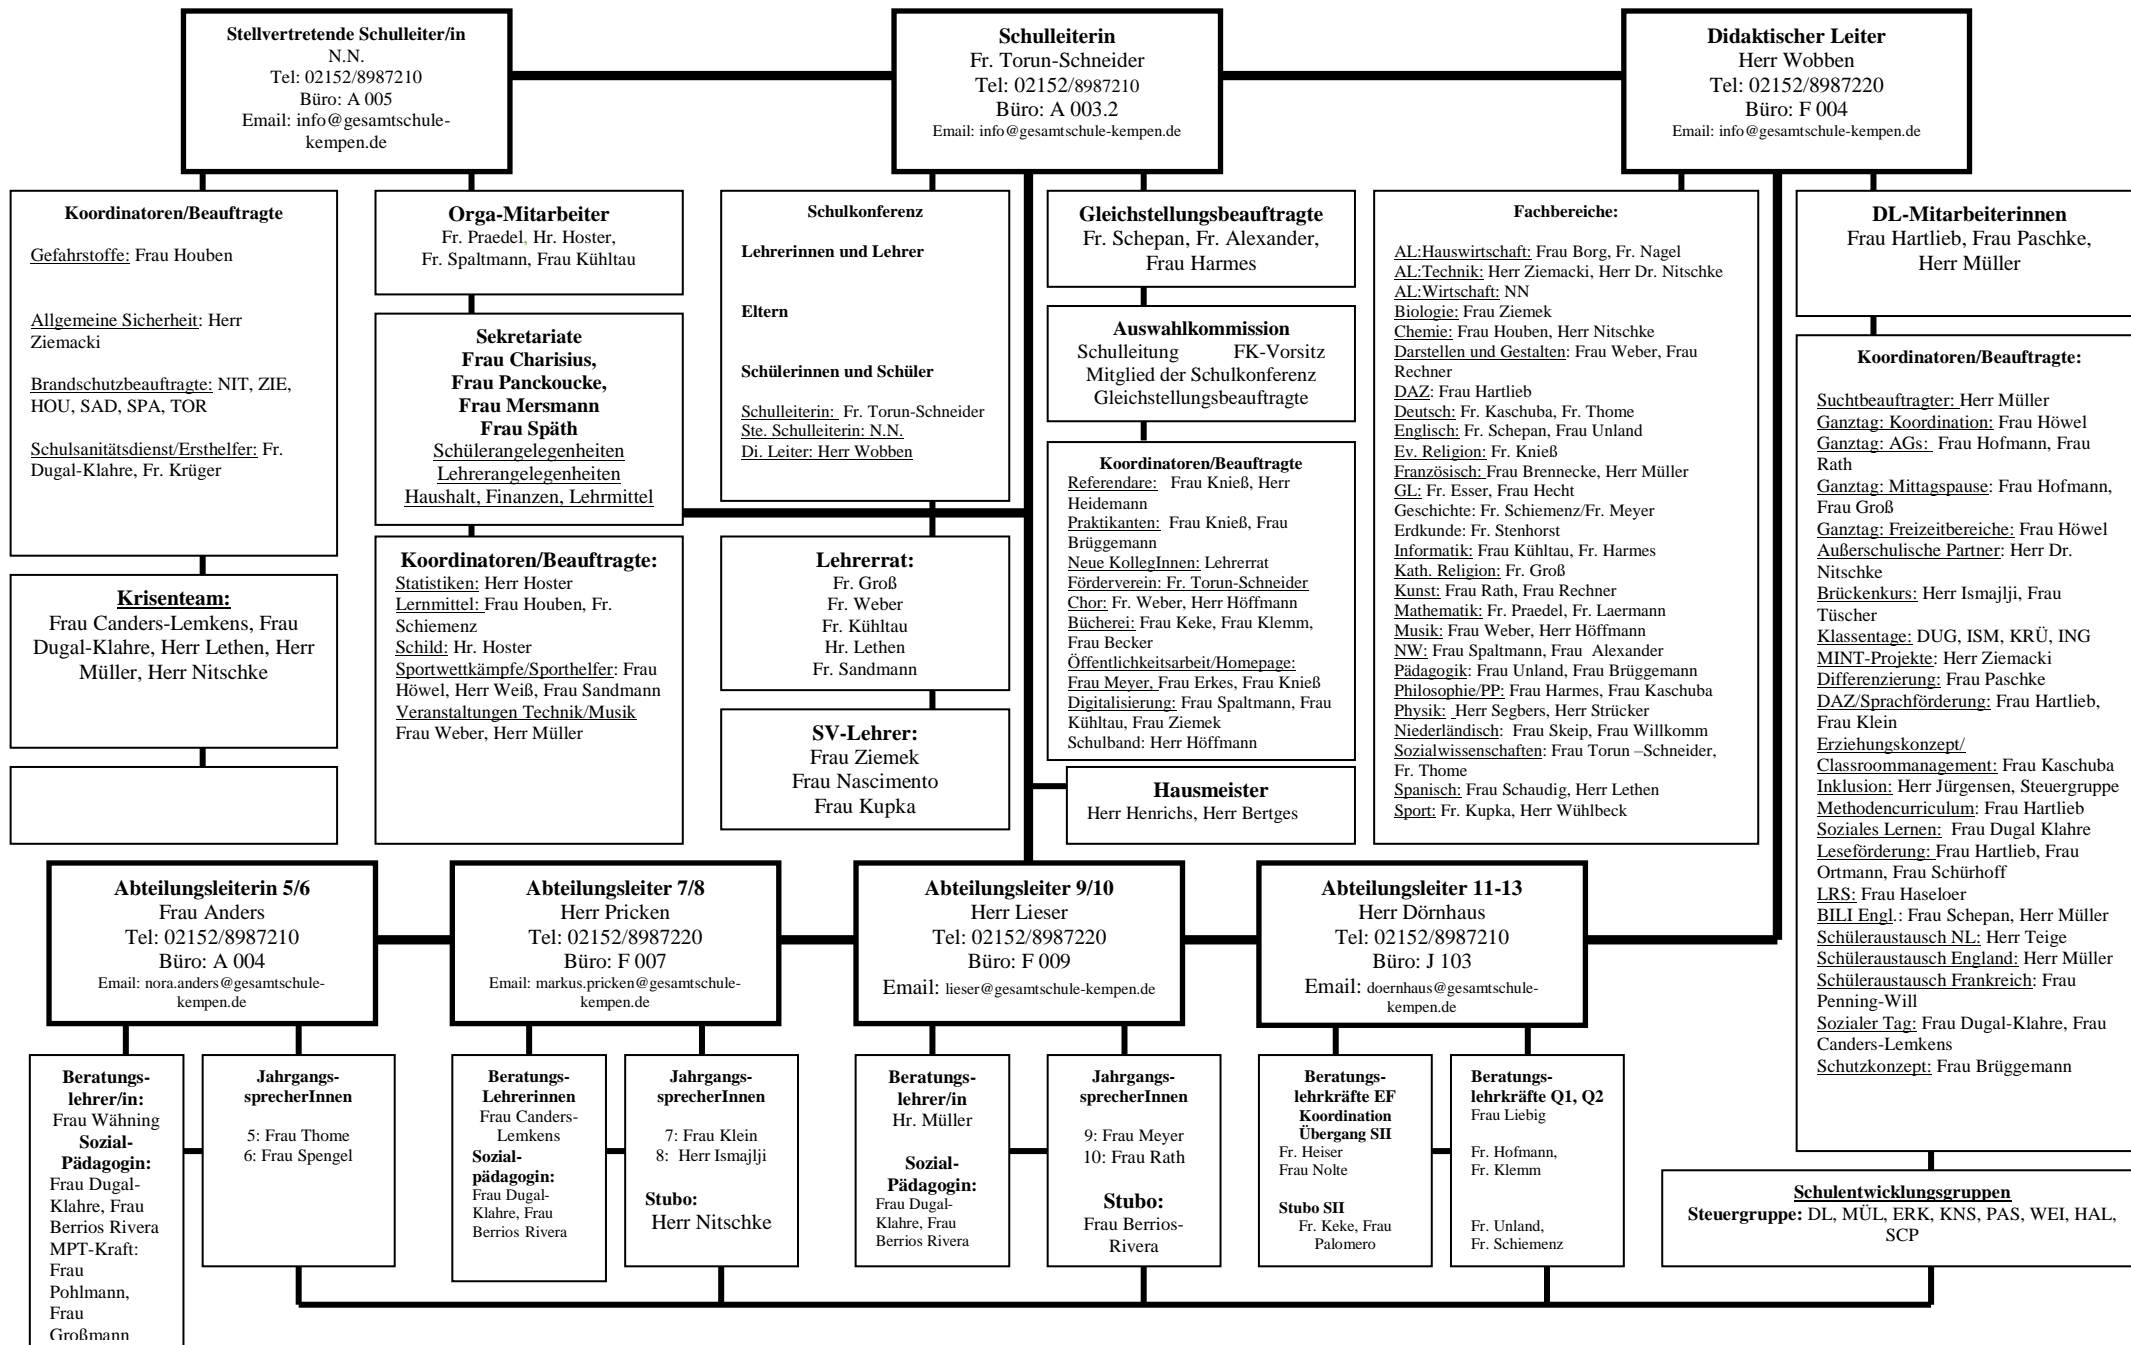 Stellvertretende Schulleiter/in
N.N.
Tel: 02152/8987210
Büro: A 005
Email: info@gesamtschule-
kempen.de
Schulleiterin
Fr. Torun-Schneider
Tel: 02152/8987210
Büro: A 003.2
Email: info@gesamtschule-kempen.de
Didaktischer Leiter
Herr Wobben
Tel: 02152/8987220
Büro: F 004
Email: info@gesamtschule-kempen.de
Koordinatoren/Beauftragte
Gefahrstoffe: Frau Houben
Allgemeine Sicherheit: Herr
Ziemacki
Brandschutzbeauftragte: NIT, ZIE,
HOU, SAD, SPA, TOR
Schulsanitätsdienst/Ersthelfer: Fr.
Dugal-Klahre, Fr. Krüger
Krisenteam:
Frau Canders-Lemkens, Frau
Dugal-Klahre, Herr Lethen, Herr
Müller, Herr Nitschke
Orga-Mitarbeiter
Fr. Praedel, Hr. Hoster,
Fr. Spaltmann, Frau Kühltau
Sekretariate
Frau Charisius,
Frau Panckoucke,
Frau Mersmann
Frau Späth
Schülerangelegenheiten
Lehrerangelegenheiten
Haushalt, Finanzen, Lehrmittel
Koordinatoren/Beauftragte:
Statistiken: Herr Hoster
Lernmittel: Frau Houben, Fr.
Schiemenz
Schild: Hr. Hoster
Sportwettkämpfe/Sporthelfer: Frau
Höwel, Herr Weiß, Frau Sandmann
Veranstaltungen Technik/Musik
Frau Weber, Herr Müller
Schulkonferenz
Lehrerinnen und Lehrer
Eltern
Schülerinnen und Schüler
Schulleiterin: Fr. Torun-Schneider
Ste. Schulleiterin: N.N.
Di. Leiter: Herr Wobben
Lehrerrat:
Fr. Groß
Fr. Weber
Fr. Kühltau
Hr. Lethen
Fr. Sandmann
SV-Lehrer:
Frau Ziemek
Frau Nascimento
Frau Kupka
Gleichstellungsbeauftragte
Fr. Schepan, Fr. Alexander,
Frau Harmes
Auswahlkommission
Schulleitung FK-Vorsitz
Mitglied der Schulkonferenz
Gleichstellungsbeauftragte
Koordinatoren/Beauftragte
Referendare: Frau Knieß, Herr
Heidemann
Praktikanten: Frau Knieß, Frau
Brüggemann
Neue KollegInnen: Lehrerrat
Förderverein: Fr. Torun-Schneider
Chor: Fr. Weber, Herr Höffmann
Bücherei: Frau Keke, Frau Klemm,
Frau Becker
Öffentlichkeitsarbeit/Homepage:
Frau Meyer, Frau Erkes, Frau Knieß
Digitalisierung: Frau Spaltmann, Frau
Kühltau, Frau Ziemek
Schulband: Herr Höffmann
Hausmeister
Herr Henrichs, Herr Bertges
Fachbereiche:
AL:Hauswirtschaft: Frau Borg, Fr. Nagel
AL:Technik: Herr Ziemacki, Herr Dr. Nitschke
AL:Wirtschaft: NN
Biologie: Frau Ziemek
Chemie: Frau Houben, Herr Nitschke
Darstellen und Gestalten: Frau Weber, Frau
Rechner
DAZ: Frau Hartlieb
Deutsch: Fr. Kaschuba, Fr. Thome
Englisch: Fr. Schepan, Frau Unland
Ev. Religion: Fr. Knieß
Französisch: Frau Brennecke, Herr Müller
GL: Fr. Esser, Frau Hecht
Geschichte: Fr. Schiemenz/Fr. Meyer
Erdkunde: Fr. Stenhorst
Informatik: Frau Kühltau, Fr. Harmes
Kath. Religion: Fr. Groß
Kunst: Frau Rath, Frau Rechner
Mathematik: Fr. Praedel, Fr. Laermann
Musik: Frau Weber, Herr Höffmann
NW: Frau Spaltmann, Frau Alexander
Pädagogik: Frau Unland, Frau Brüggemann
Philosophie/PP: Frau Harmes, Frau Kaschuba
Physik: Herr Segbers, Herr Strücker
Niederländisch: Frau Skeip, Frau Willkomm
Sozialwissenschaften: Frau Torun –Schneider,
Fr. Thome
Spanisch: Frau Schaudig, Herr Lethen
Sport: Fr. Kupka, Herr Wühlbeck
DL-Mitarbeiterinnen
Frau Hartlieb, Frau Paschke,
Herr Müller
Koordinatoren/Beauftragte:
Suchtbeauftragter: Herr Müller
Ganztag: Koordination: Frau Höwel
Ganztag: AGs: Frau Hofmann, Frau
Rath
Ganztag: Mittagspause: Frau Hofmann,
Frau Groß
Ganztag: Freizeitbereiche: Frau Höwel
Außerschulische Partner: Herr Dr.
Nitschke
Brückenkurs: Herr Ismajlji, Frau
Tüscher
Klassentage: DUG, ISM, KRÜ, ING
MINT-Projekte: Herr Ziemacki
Differenzierung: Frau Paschke
DAZ/Sprachförderung: Frau Hartlieb,
Frau Klein
Erziehungskonzept/
Classroommanagement: Frau Kaschuba
Inklusion: Herr Jürgensen, Steuergruppe
Methodencurriculum: Frau Hartlieb
Soziales Lernen: Frau Dugal Klahre
Leseförderung: Frau Hartlieb, Frau
Ortmann, Frau Schürhoff
LRS: Frau Haseloer
BILI Engl.: Frau Schepan, Herr Müller
Schüleraustausch NL: Herr Teige
Schüleraustausch England: Herr Müller
Schüleraustausch Frankreich: Frau
Penning-Will
Sozialer Tag: Frau Dugal-Klahre, Frau
Canders-Lemkens
Schutzkonzept: Frau Brüggemann
Abteilungsleiterin 5/6
Frau Anders
Tel: 02152/8987210
Büro: A 004
Email: nora.anders@gesamtschule-
kempen.de
Abteilungsleiter 7/8
Herr Pricken
Tel: 02152/8987220
Büro: F 007
Email: markus.pricken@gesamtschule-
kempen.de
Abteilungsleiter 9/10
Herr Lieser
Tel: 02152/8987220
Büro: F 009
Email: lieser@gesamtschule-kempen.de
Abteilungsleiter 11-13
Herr Dörnhaus
Tel: 02152/8987210
Büro: J 103
Email: doernhaus@gesamtschule-
kempen.de
Beratungs-
lehrer/in:
Frau Wähning
Sozial-
Pädagogin:
Frau Dugal-
Klahre, Frau
Berrios Rivera
MPT-Kraft:
Frau
Pohlmann,
Frau
Großmann
Jahrgangs-
sprecherInnen
5: Frau Thome
6: Frau Spengel
Beratungs-
Lehrerinnen
Frau Canders-
Lemkens
Sozial-
pädagogin:
Frau Dugal-
Klahre, Frau
Berrios Rivera
Jahrgangs-
sprecherInnen
7: Frau Klein
8: Herr Ismajlji
Stubo:
Herr Nitschke
Beratungs-
lehrer/in
Hr. Müller
Sozial-
Pädagogin:
Frau Dugal-
Klahre, Frau
Berrios Rivera
Jahrgangs-
sprecherInnen
9: Frau Meyer
10: Frau Rath
Stubo:
Frau Berrios-
Rivera
Beratungs-
lehrkräfte EF
Koordination
Übergang SII
Fr. Heiser
Frau Nolte
Stubo SII
Fr. Keke, Frau
Palomero
Beratungs-
lehrkräfte Q1, Q2
Frau Liebig
Fr. Hofmann,
Fr. Klemm
Fr. Unland,
Fr. Schiemenz
Schulentwicklungsgruppen
Steuergruppe: DL, MÜL, ERK, KNS, PAS, WEI, HAL,
SCP